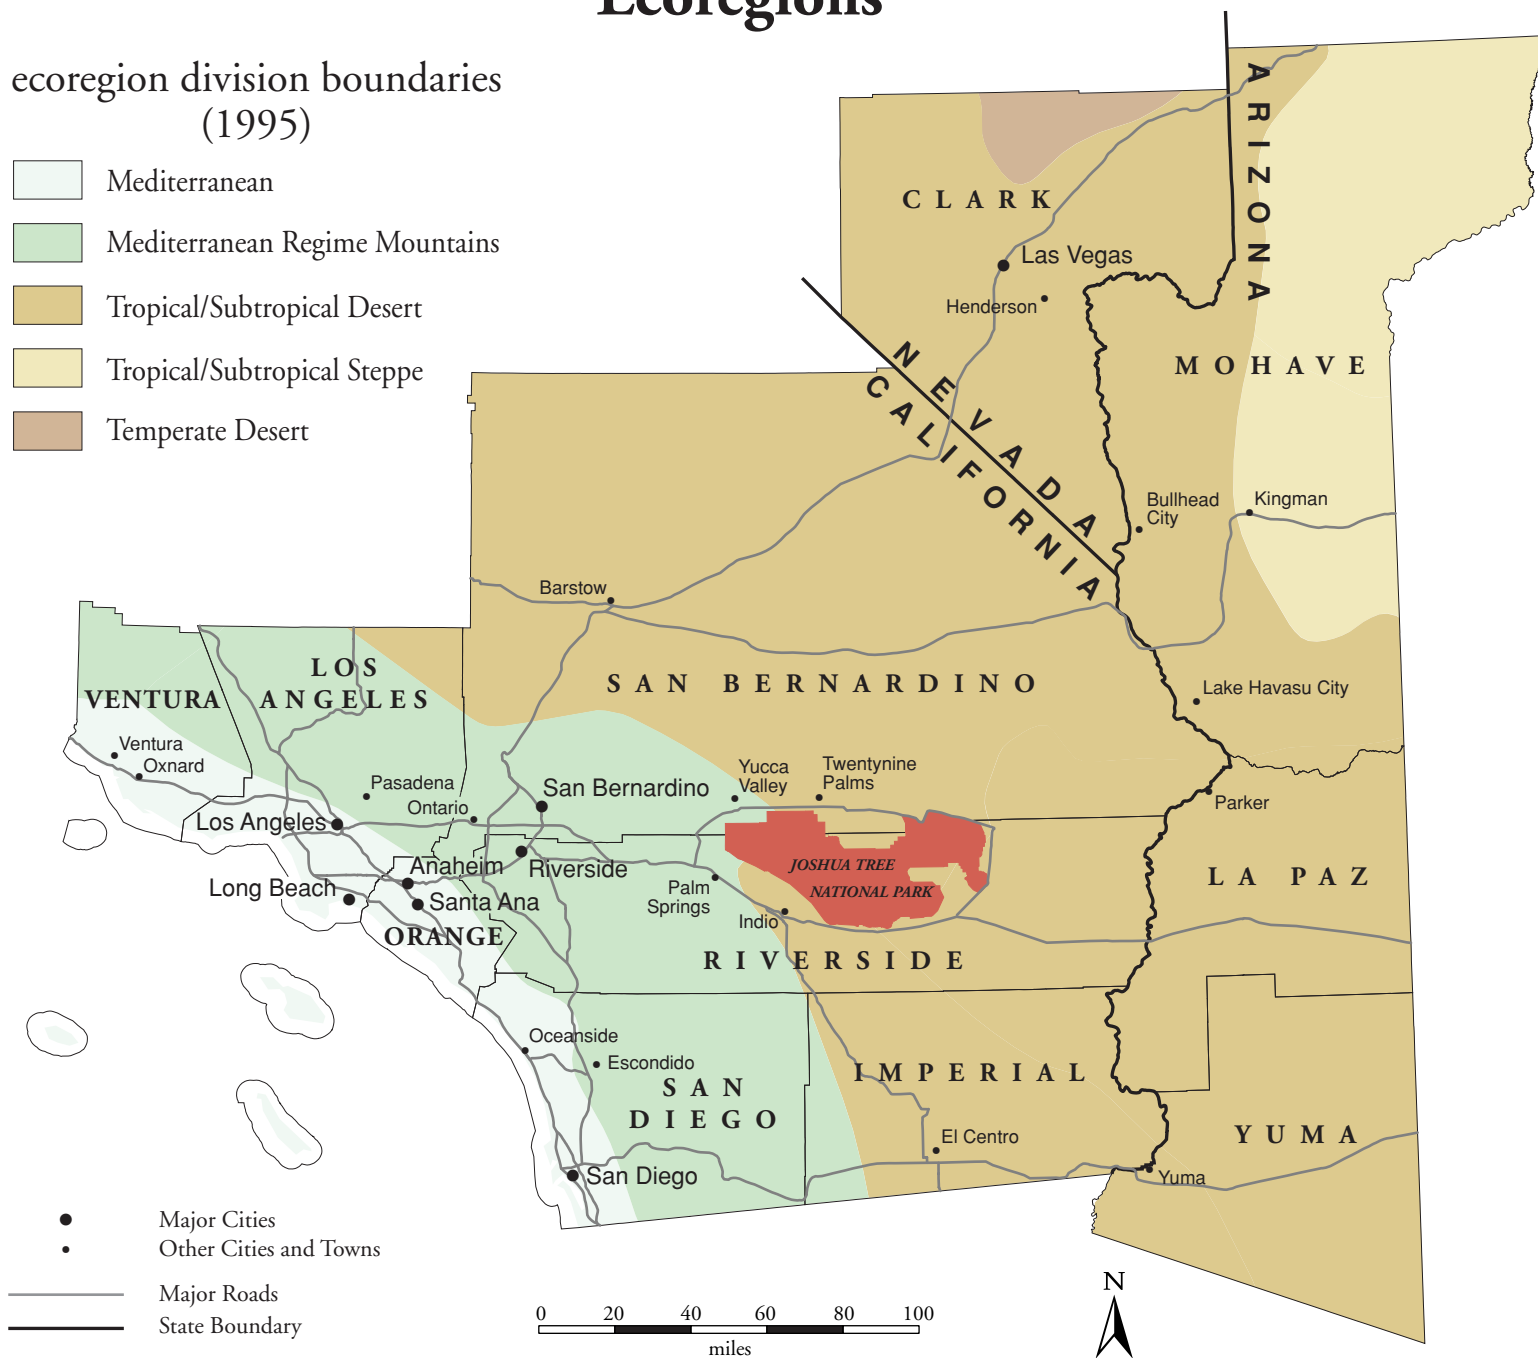 Ecoregions
ecoregion division boundaries
(1995)
Mediterranean
Mediterranean Regime Mountains
Tropical/Subtropical Desert
Tropical/Subtropical Steppe
Temperate Desert
ARIZONA
CLARK
Las Vegas
Henderson
NEVADA
CALIFORNIA
MOHAVE
Bullhead
City
Kingman
Barstow
LOS
ANGELES
VENTURA
SAN BERNARDINO
Lake Havasu City
Ventura
Oxnard
Pasadena
Ontario
San Bernardino
Yucca
Valley
Twentynine
Palms
Parker
Los Angeles
Anaheim
Riverside
JOSHUA TREE
NATIONAL PARK
LA PAZ
Long Beach
Santa Ana
Palm
Springs
Indio
ORANGE
RIVERSIDE
Oceanside
Escondido
SAN
DIEGO
IMPERIAL
El Centro
YUMA
San Diego
Yuma
Major Cities
Other Cities and Towns
Major Roads
State Boundary
0 20 40 60 80 100
miles
N